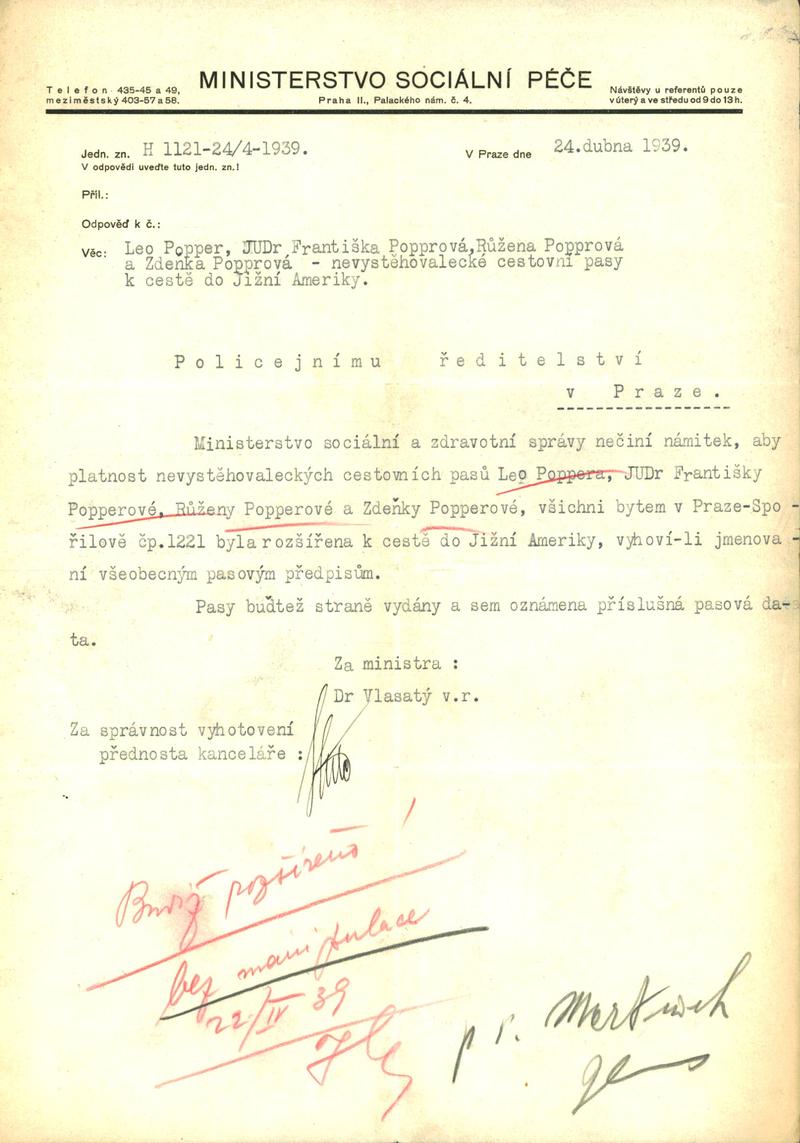 MINISTERSTVO SOCIÁLNÍ PÉČE
Telefon 435-45 a 49,
meziměstský 403-57 a 58.
Praha II., Palackého nám. č. 4.
Návštěvy u referentů pouze
v úterý a ve středu od 9 do 13 h.
Jedn. zn. H 1121-24/4-1939.
V odpovědi uveďte tuto jedn. zn.!
V Praze dne 24.dubna 1939.
Příl.:
Odpověď k č.:
Věc: Leo Popper, JUDr Františka Popprová,Růžena Popprová
a Zdeňka Popprová - nevystěhovalecké cestovní pasy
k cestě do Jižní Ameriky.
Policejnímu ředitelství
v Praze.
Ministerstvo sociální a zdravotní správy nečiní námitek, aby
platnost nevystěhovaleckých cestovních pasů Leo Poppera, JUDr Františky
Popperové, Růženy Popperové a Zdeňky Popperové, všichni bytem v Praze-Spo -
řilově čp.1221 byla rozšířena k cestě do Jižní Ameriky, vyhoví-li jmenova -
ní všeobecným pasovým předpisům.
Pasy buďtež straně vydány a sem oznámena příslušná pasová da-
ta.
Za ministra :
Dr Vlasatý v.r.
Za správnost vyhotovení
přednosta kanceláře :
Budiž rozšířeno !
bez manipulace
22/IV 39